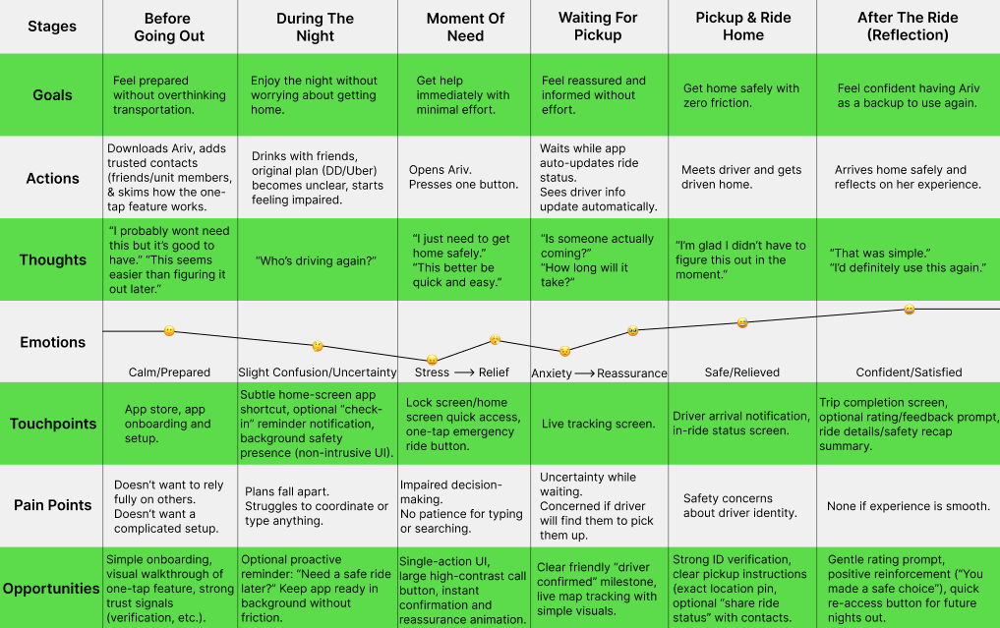 Stages
Before
Going Out
During The
Night
Moment Of
Need
Waiting For
Pickup
Pickup & Ride
Home
After The Ride
(Reflection)
Goals
Feel prepared
without overthinking
transportation.
Enjoy the night without
worrying about getting
home.
Get help
immediately with
minimal effort.
Feel reassured and
informed without
effort.
Get home safely with
zero friction.
Feel confident having Ariv
as a backup to use again.
Actions
Downloads Ariv, adds
trusted contacts
(friends/unit members,
& skims how the one-
tap feature works.
Drinks with friends,
original plan (DD/Uber)
becomes unclear, starts
feeling impaired.
Opens Ariv.
Presses one button.
Waits while app
auto-updates ride
status.
Sees driver info
update automatically.
Meets driver and gets
driven home.
Arrives home safely and
reflects on her experience.
Thoughts
“I probably wont need
this but it’s good to
have.” “This seems
easier than figuring it
out later.”
“Who’s driving again?”
“I just need to get
home safely.”
“This better be
quick and easy.”
“Is someone actually
coming?”
“How long will it
take?”
“I’m glad I didn’t have to
figure this out in the
moment.”
“That was simple.”
“I’d definitely use this again.”
Emotions
Calm/Prepared
Slight Confusion/Uncertainty
Stress → Relief
Anxiety → Reassurance
Safe/Relieved
Confident/Satisfied
Touchpoints
App store, app
onboarding and
setup.
Subtle home-screen app
shortcut, optional “check-
in” reminder notification,
background safety
presence (non-intrusive UI).
Lock screen/home
screen quick access,
one-tap emergency
ride button.
Live tracking screen.
Driver arrival notification,
in-ride status screen.
Trip completion screen,
optional rating/feedback prompt,
ride details/safety recap
summary.
Pain Points
Doesn’t want to rely
fully on others.
Doesn’t want a
complicated setup.
Plans fall apart.
Struggles to coordinate or
type anything.
Impaired decision-
making.
No patience for typing
or searching.
Uncertainty while
waiting.
Concerned if driver
will find them to pick
them up.
Safety concerns
about driver identity.
None if experience is smooth.
Opportunities
Simple onboarding,
visual walkthrough of
one-tap feature, strong
trust signals
(verification, etc.).
Optional proactive
reminder: “Need a safe ride
later?” Keep app ready in
background without
friction.
Single-action UI,
large high-contrast call
button, instant
confirmation and
reassurance animation.
Clear friendly “driver
confirmed” milestone,
live map tracking with
simple visuals.
Strong ID verification,
clear pickup instructions
(exact location pin,
optional “share ride
status” with contacts.
Gentle rating prompt,
positive reinforcement (“You
made a safe choice”), quick
re-access button for future
nights out.